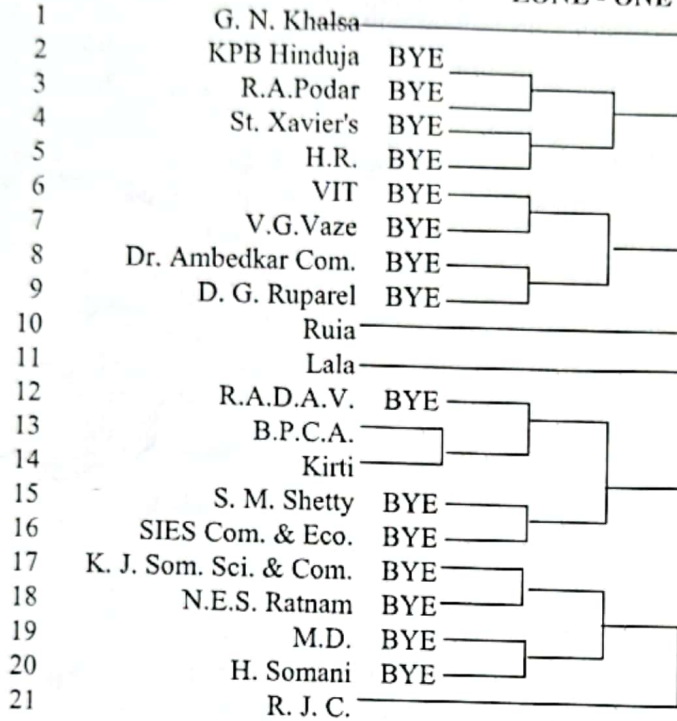 ZONE - ONE
1 G. N. Khalsa
2 KPB Hinduja BYE
3 R.A.Podar BYE
4 St. Xavier's BYE
5 H.R. BYE
6 VIT BYE
7 V.G.Vaze BYE
8 Dr. Ambedkar Com. BYE
9 D. G. Ruparel BYE
10 Ruia
11 Lala
12 R.A.D.A.V. BYE
13 B.P.C.A.
14 Kirti
15 S. M. Shetty BYE
16 SIES Com. & Eco. BYE
17 K. J. Som. Sci. & Com. BYE
18 N.E.S. Ratnam BYE
19 M.D. BYE
20 H. Somani BYE
21 R. J. C.